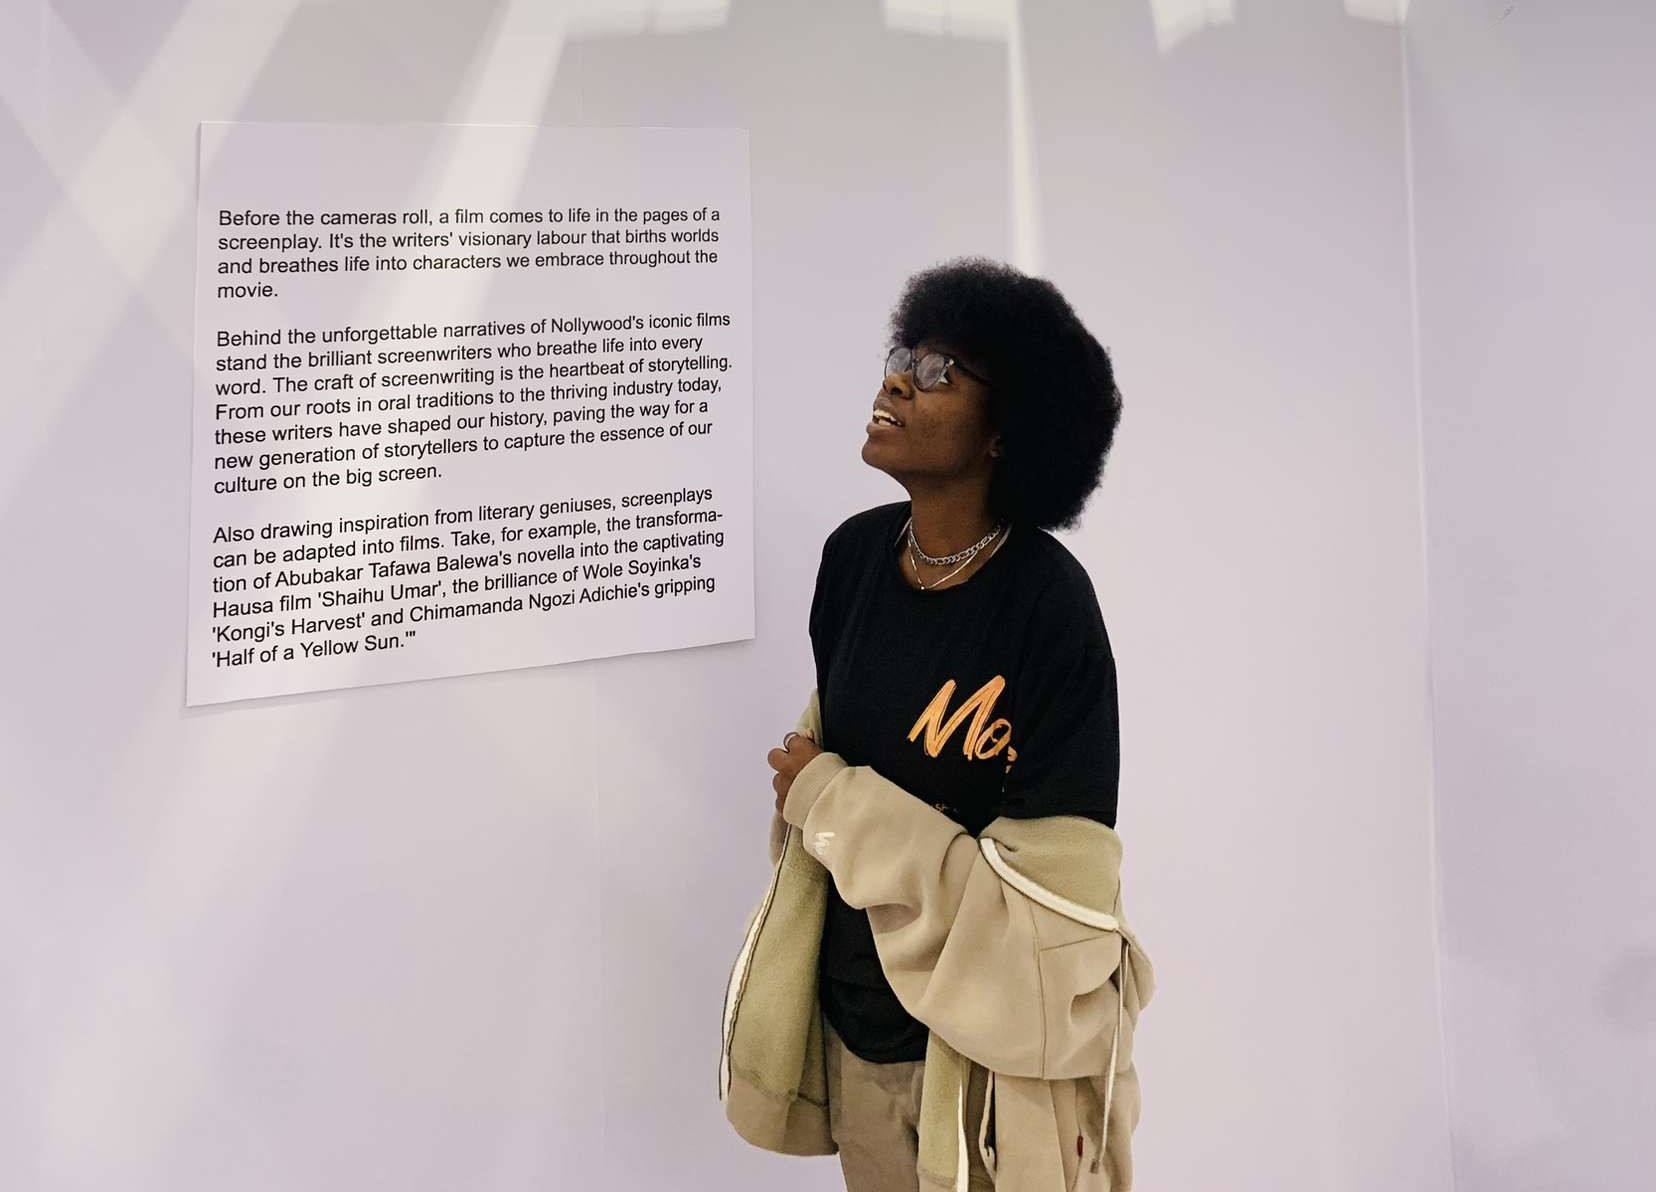 Before the cameras roll, a film comes to life in the pages of a
screenplay. It's the writers' visionary labour that births worlds
and breathes life into characters we embrace throughout the
movie.
Behind the unforgettable narratives of Nollywood's iconic films
stand the brilliant screenwriters who breathe life into every
word. The craft of screenwriting is the heartbeat of storytelling.
From our roots in oral traditions to the thriving industry today,
these writers have shaped our history, paving the way for a
new generation of storytellers to capture the essence of our
culture on the big screen.
Also drawing inspiration from literary geniuses, screenplays
can be adapted into films. Take, for example, the transforma-
tion of Abubakar Tafawa Balewa's novella into the captivating
Hausa film 'Shaihu Umar', the brilliance of Wole Soyinka's
'Kongi's Harvest' and Chimamanda Ngozi Adichie's gripping
'Half of a Yellow Sun.'"
Mo